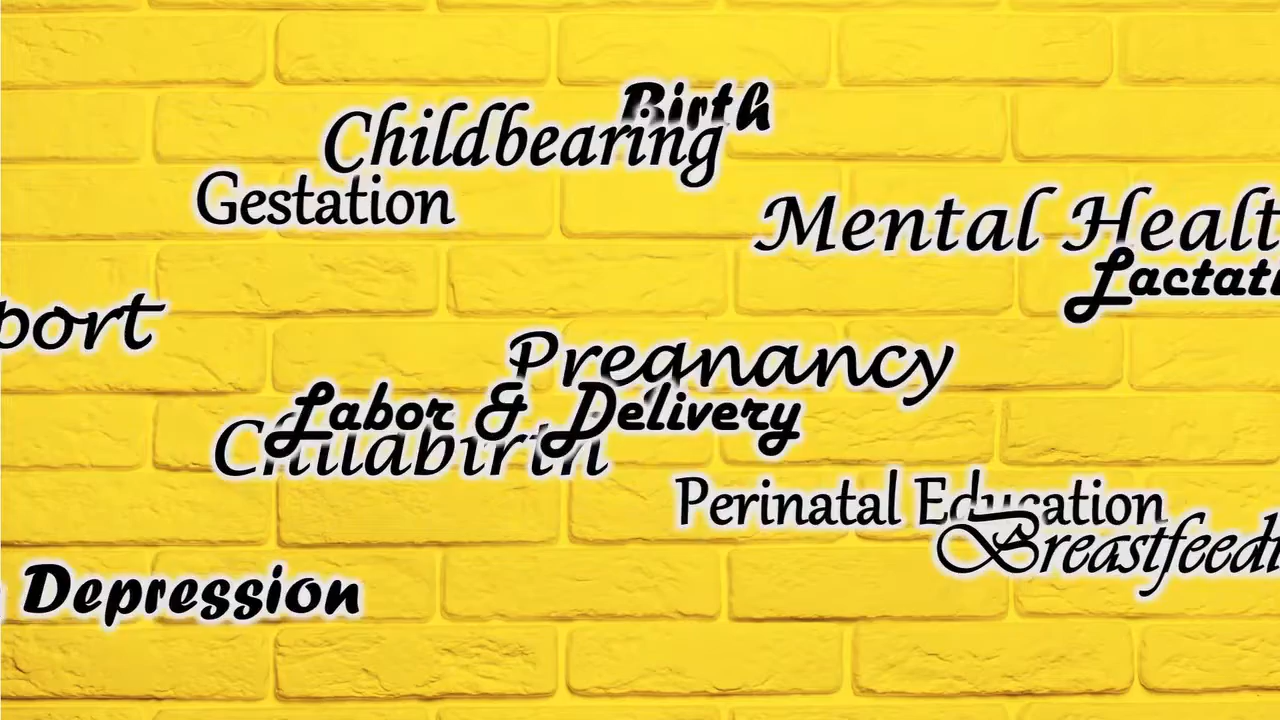 Birth
Childbearing
Gestation
Mental Healt
Lactati
port
Pregnancy
Labor & Delivery
Childbirth
Perinatal Education
Breastfeedi
Depression